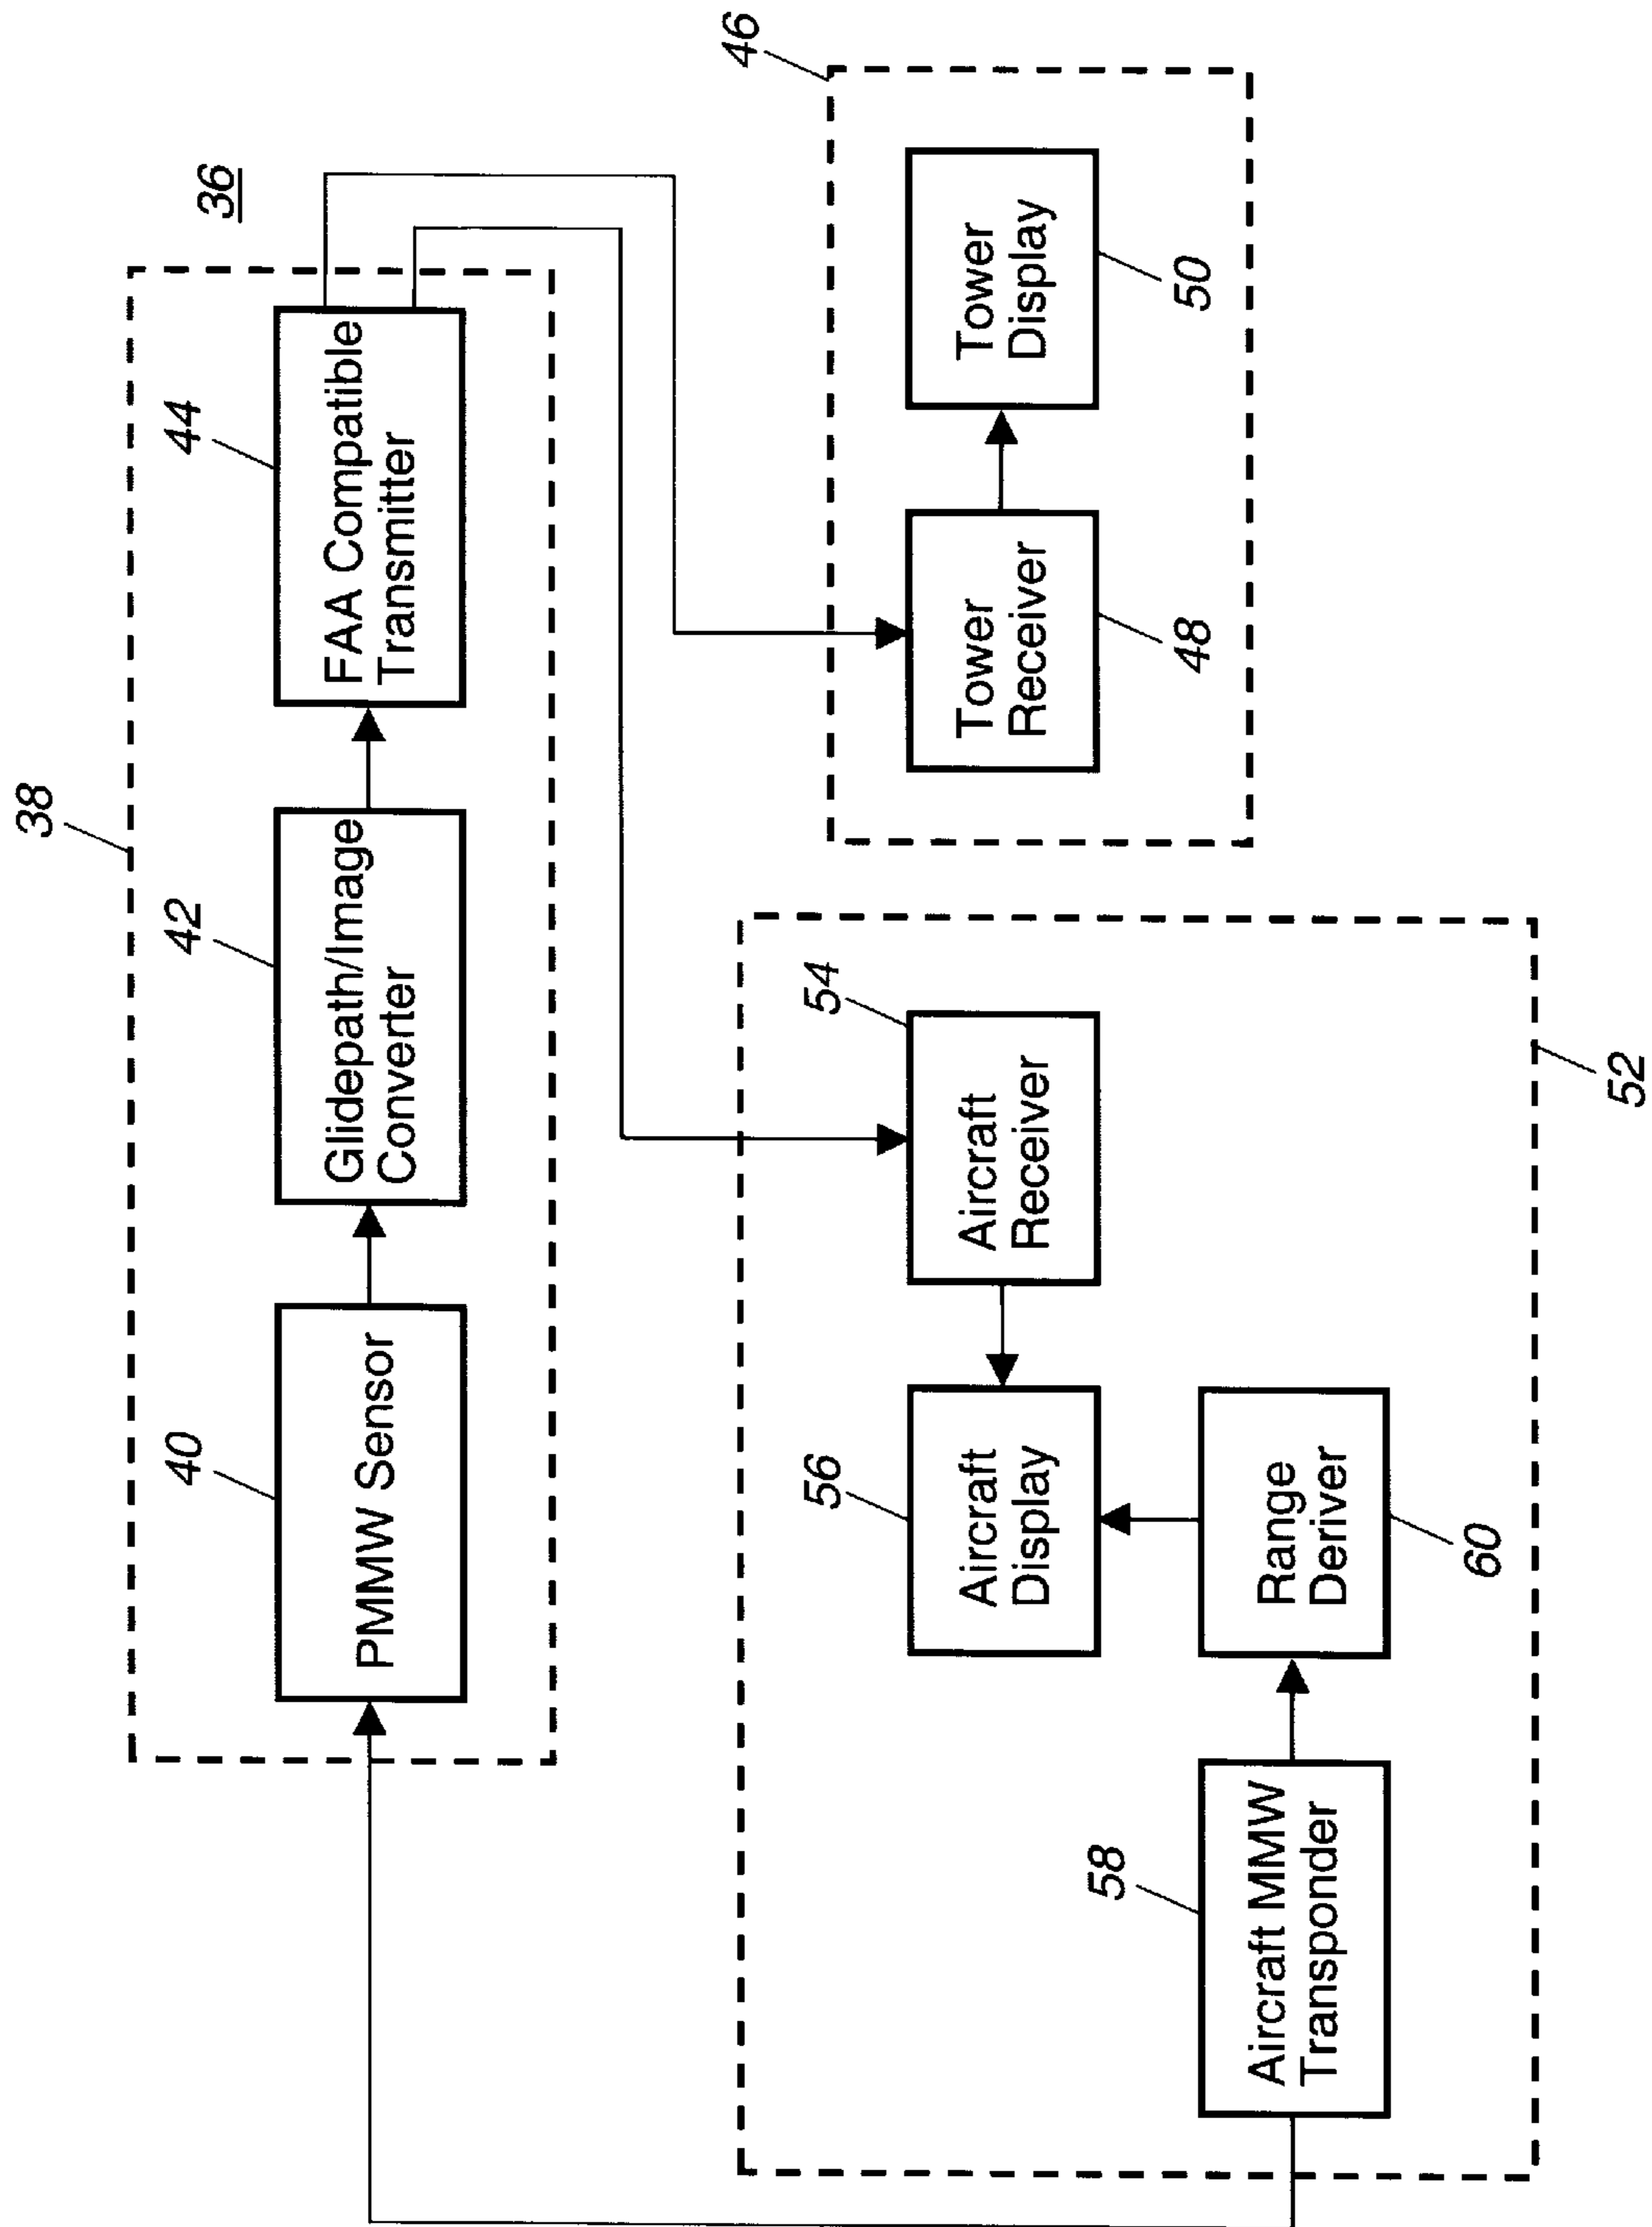 36
38
40
PMMW Sensor
42
Glidepath/Image
Converter
44
FAA Compatible
Transmitter
46
Tower
Receiver
48
Tower
Display
50
52
54
Aircraft
Receiver
56
Aircraft
Display
58
Aircraft MMW
Transponder
Range
Deriver
60